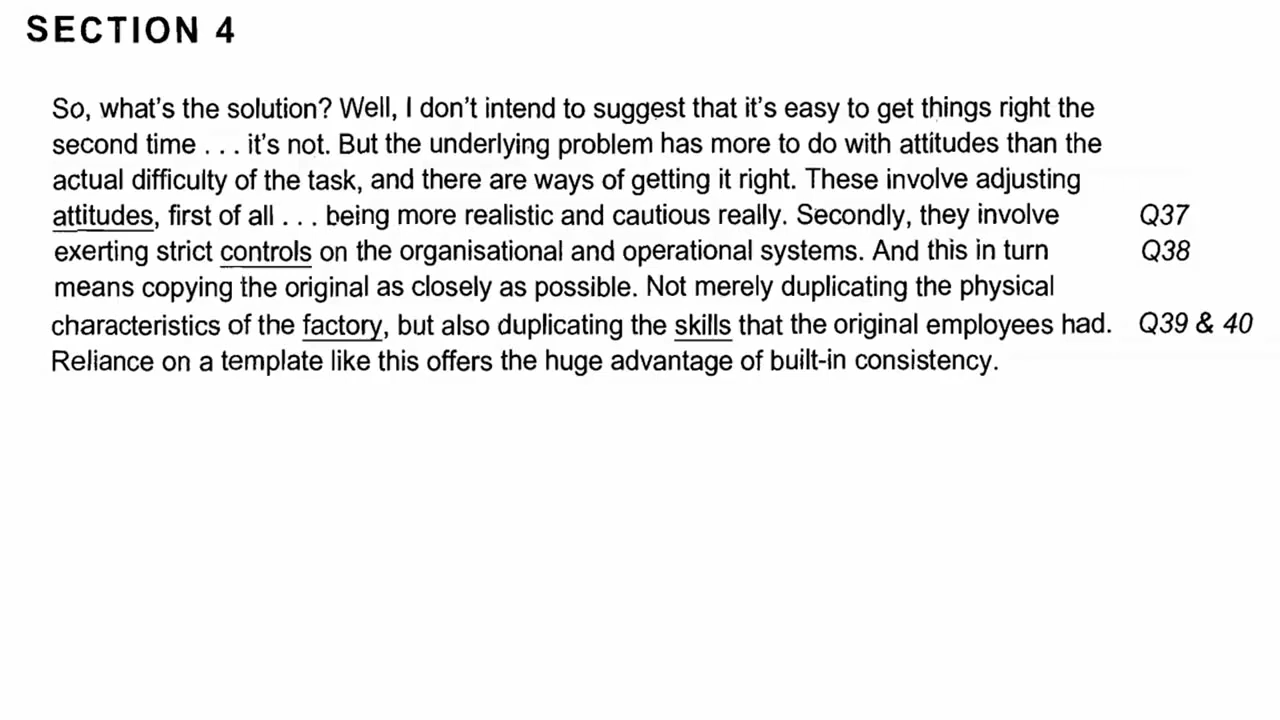 SECTION 4
So, what's the solution? Well, I don't intend to suggest that it's easy to get things right the
second time . . . it's not. But the underlying problem has more to do with attitudes than the
actual difficulty of the task, and there are ways of getting it right. These involve adjusting
attitudes, first of all . . . being more realistic and cautious really. Secondly, they involve Q37
exerting strict controls on the organisational and operational systems. And this in turn Q38
means copying the original as closely as possible. Not merely duplicating the physical
characteristics of the factory, but also duplicating the skills that the original employees had. Q39 & 40
Reliance on a template like this offers the huge advantage of built-in consistency.